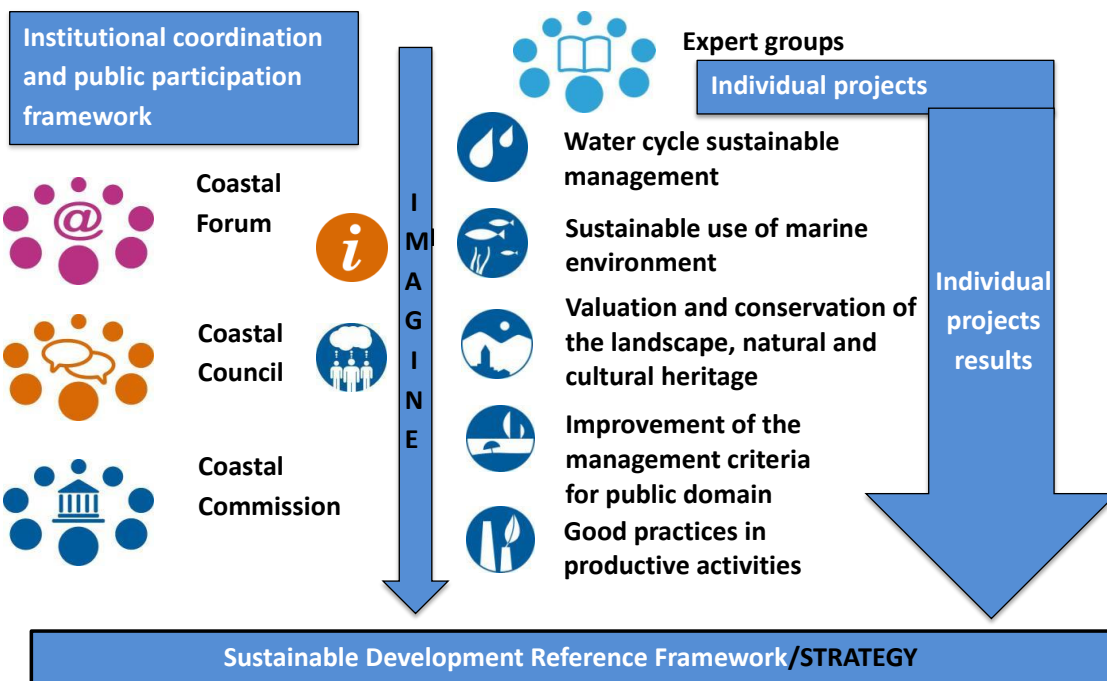 Institutional coordination
and public participation
framework
Coastal
Forum
@
i
Coastal
Council
Coastal
Commission
I
M
A
G
I
N
E
Expert groups
Individual projects
Water cycle sustainable
management
Sustainable use of marine
environment
Valuation and conservation of
the landscape, natural and
cultural heritage
Improvement of the
management criteria
for public domain
Good practices in
productive activities
Individual
projects
results
Sustainable Development Reference Framework/STRATEGY